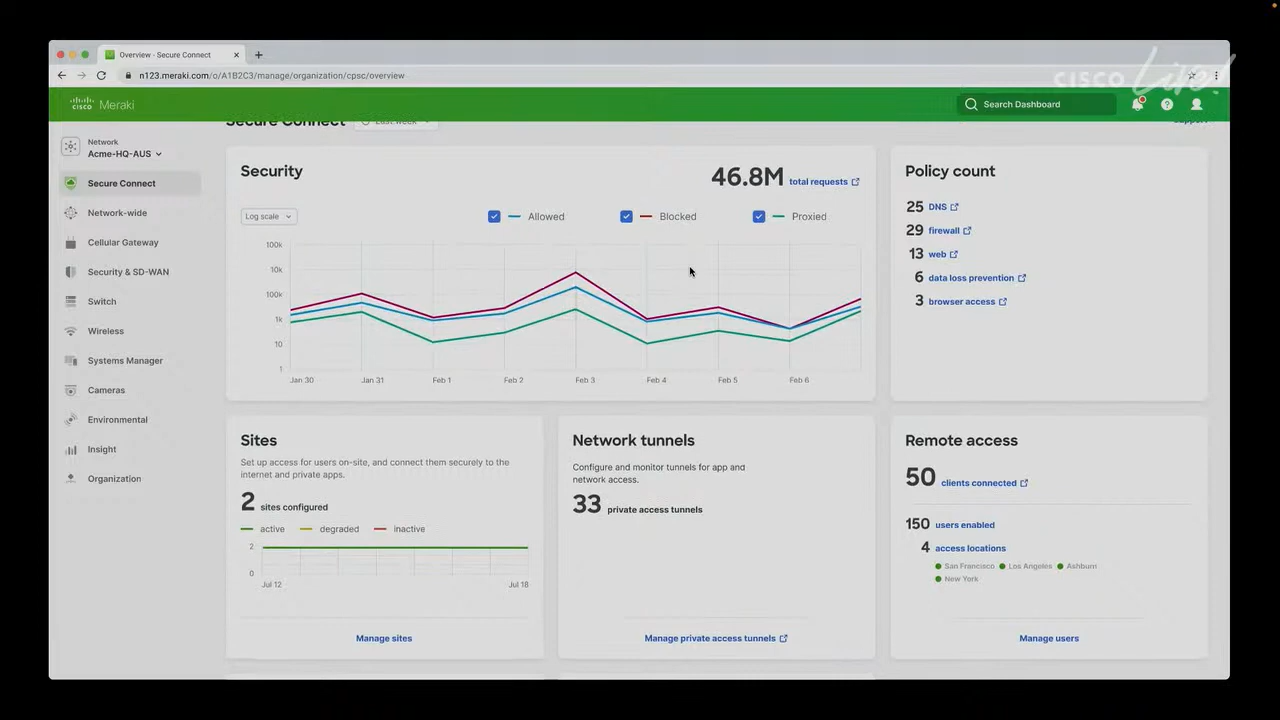 Overview - Secure Connect
n123.meraki.com/o/A1B2C3/manage/organization/cpsc/overview
CISCO Live!
CISCO Meraki
Search Dashboard
Network
Acme-HQ-AUS
Secure Connect
Network-wide
Cellular Gateway
Security & SD-WAN
Switch
Wireless
Systems Manager
Cameras
Environmental
Insight
Organization
Secure Connect
Last week
Support
Security
46.8M total requests
Log scale
Allowed
Blocked
Proxied
100k
10k
100k
1k
10
1
Jan 30
Jan 31
Feb 1
Feb 2
Feb 3
Feb 4
Feb 5
Feb 6
Policy count
25 DNS
29 firewall
13 web
6 data loss prevention
3 browser access
Sites
Set up access for users on-site, and connect them securely to the
internet and private apps.
2 sites configured
active
degraded
inactive
2
0
Jul 12
Jul 18
Manage sites
Network tunnels
Configure and monitor tunnels for app and
network access.
33 private access tunnels
Manage private access tunnels
Remote access
50 clients connected
150 users enabled
4 access locations
San Francisco
Los Angeles
Ashburn
New York
Manage users